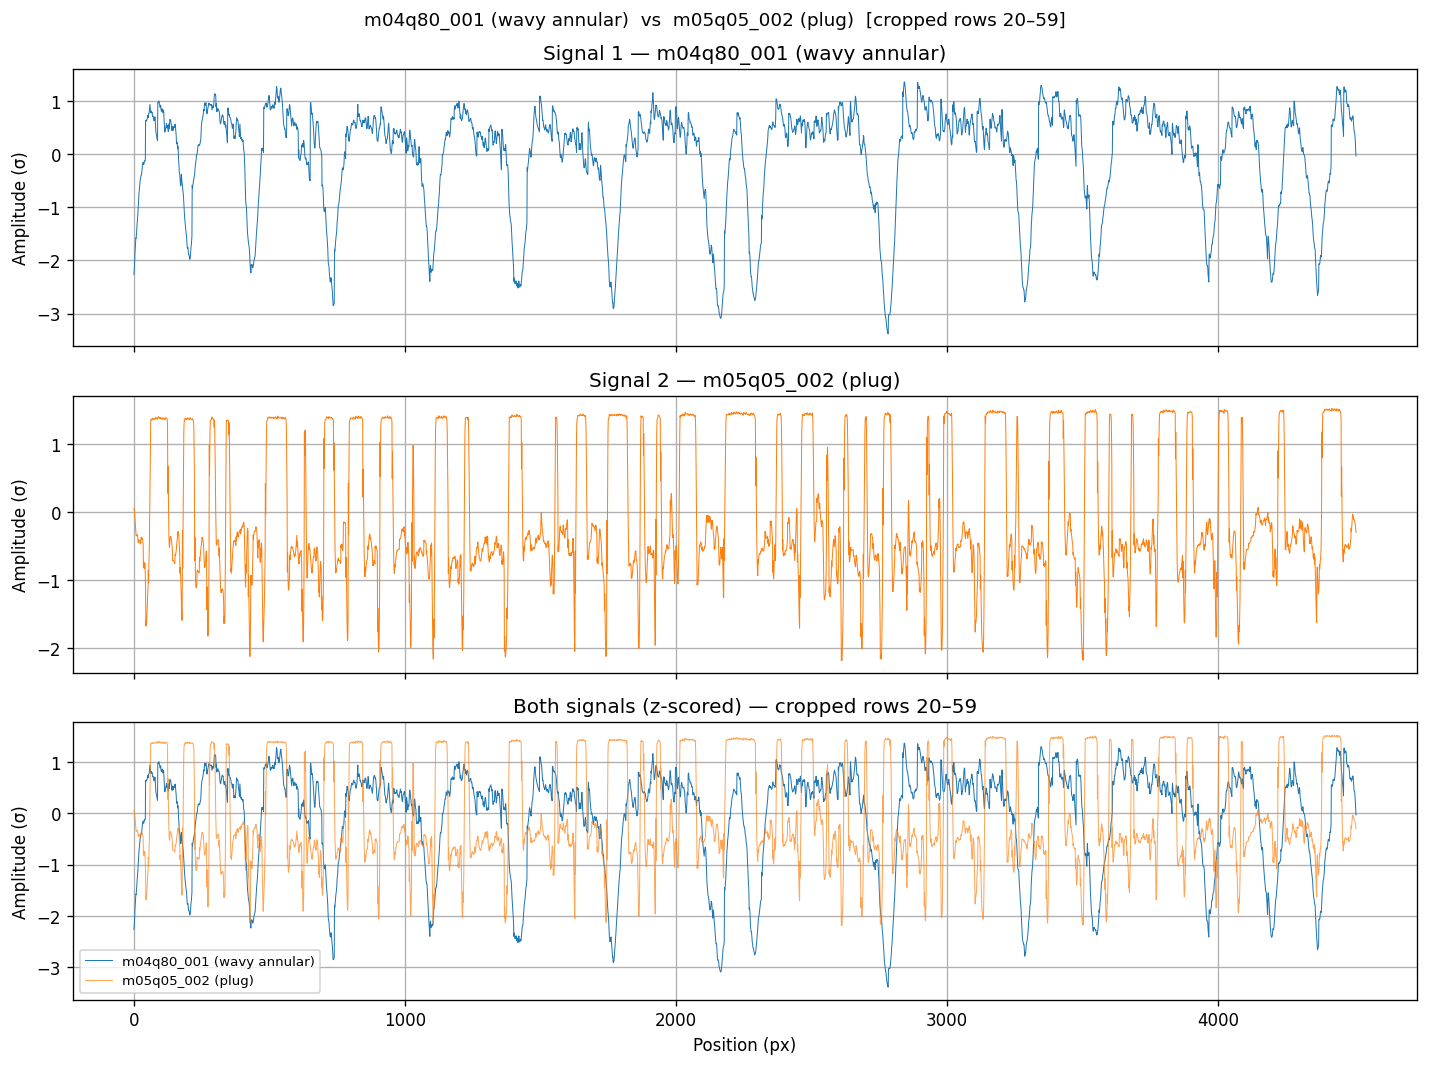 m04q80_001 (wavy annular)  vs  m05q05_002 (plug)  [cropped rows 20–59]
Signal 1 — m04q80_001 (wavy annular)
Amplitude (σ)
1
0
−1
−2
−3
Signal 2 — m05q05_002 (plug)
Amplitude (σ)
1
0
−1
−2
Both signals (z-scored) — cropped rows 20–59
Amplitude (σ)
1
0
−1
−2
−3
m04q80_001 (wavy annular)
m05q05_002 (plug)
0 1000 2000 3000 4000
Position (px)